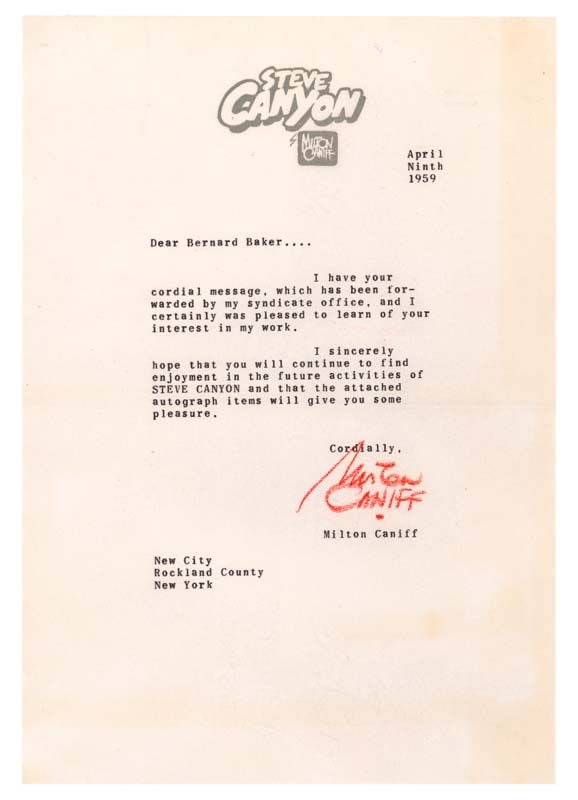 STEVE
CANYON
MILTON
CANIFF
April
Ninth
1959
Dear Bernard Baker....
I have your
cordial message, which has been for-
warded by my syndicate office, and I
certainly was pleased to learn of your
interest in my work.
I sincerely
hope that you will continue to find
enjoyment in the future activities of
STEVE CANYON and that the attached
autograph items will give you some
pleasure.
Cordially,
Milton
CANIFF
Milton Caniff
New City
Rockland County
New York